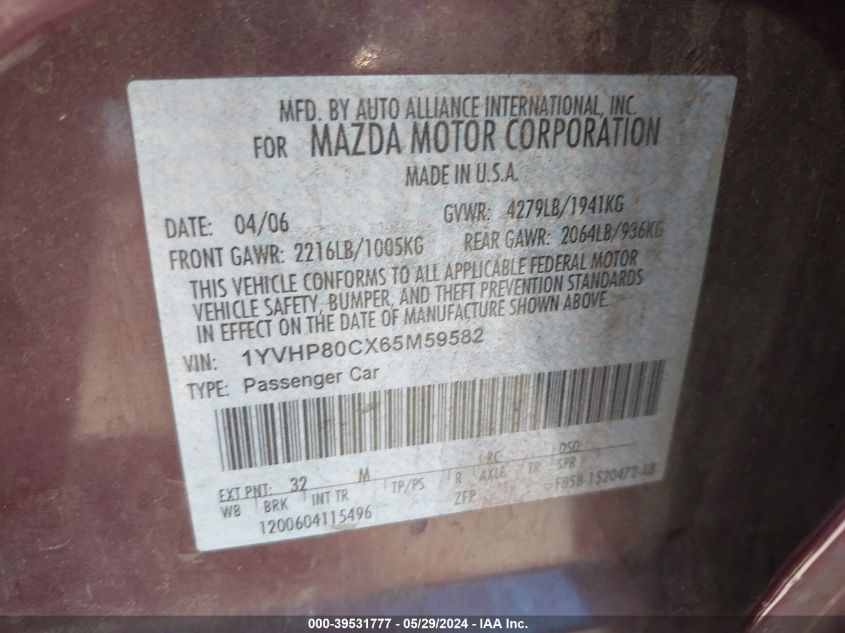 MFD. BY AUTO ALLIANCE INTERNATIONAL, INC.
FOR MAZDA MOTOR CORPORATION
MADE IN U.S.A.
DATE: 04/06 GVWR: 4279LB/1941KG
FRONT GAWR: 2216LB/1005KG REAR GAWR: 2064LB/936KG
THIS VEHICLE CONFORMS TO ALL APPLICABLE FEDERAL MOTOR
VEHICLE SAFETY, BUMPER, AND THEFT PREVENTION STANDARDS
IN EFFECT ON THE DATE OF MANUFACTURE SHOWN ABOVE.
VIN: 1YVHP80CX65M59582
TYPE: Passenger Car
EXT PNT: 32 M RC DSO
WB BRK INT TR TP/PS R AXLE TR SPR
1200604115496 ZFP
000-39531777 • 05/29/2024 - IAA Inc.